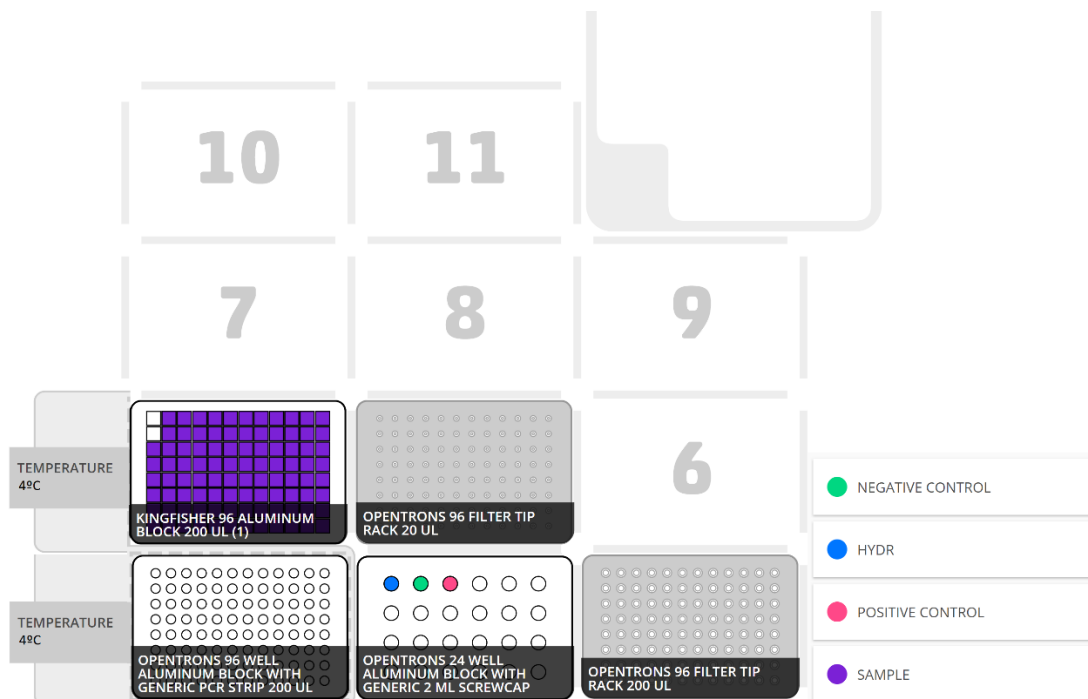 10
11
7
8
9
TEMPERATURE
4ºC
KINGFISHER 96 ALUMINUM
BLOCK 200 UL (1)
OPENTRONS 96 FILTER TIP
RACK 20 UL
6
TEMPERATURE
4ºC
OPENTRONS 96 WELL
ALUMINUM BLOCK WITH
GENERIC PCR STRIP 200 UL
OPENTRONS 24 WELL
ALUMINUM BLOCK WITH
GENERIC 2 ML SCREWCAP
OPENTRONS 96 FILTER TIP
RACK 200 UL
NEGATIVE CONTROL
HYDR
POSITIVE CONTROL
SAMPLE